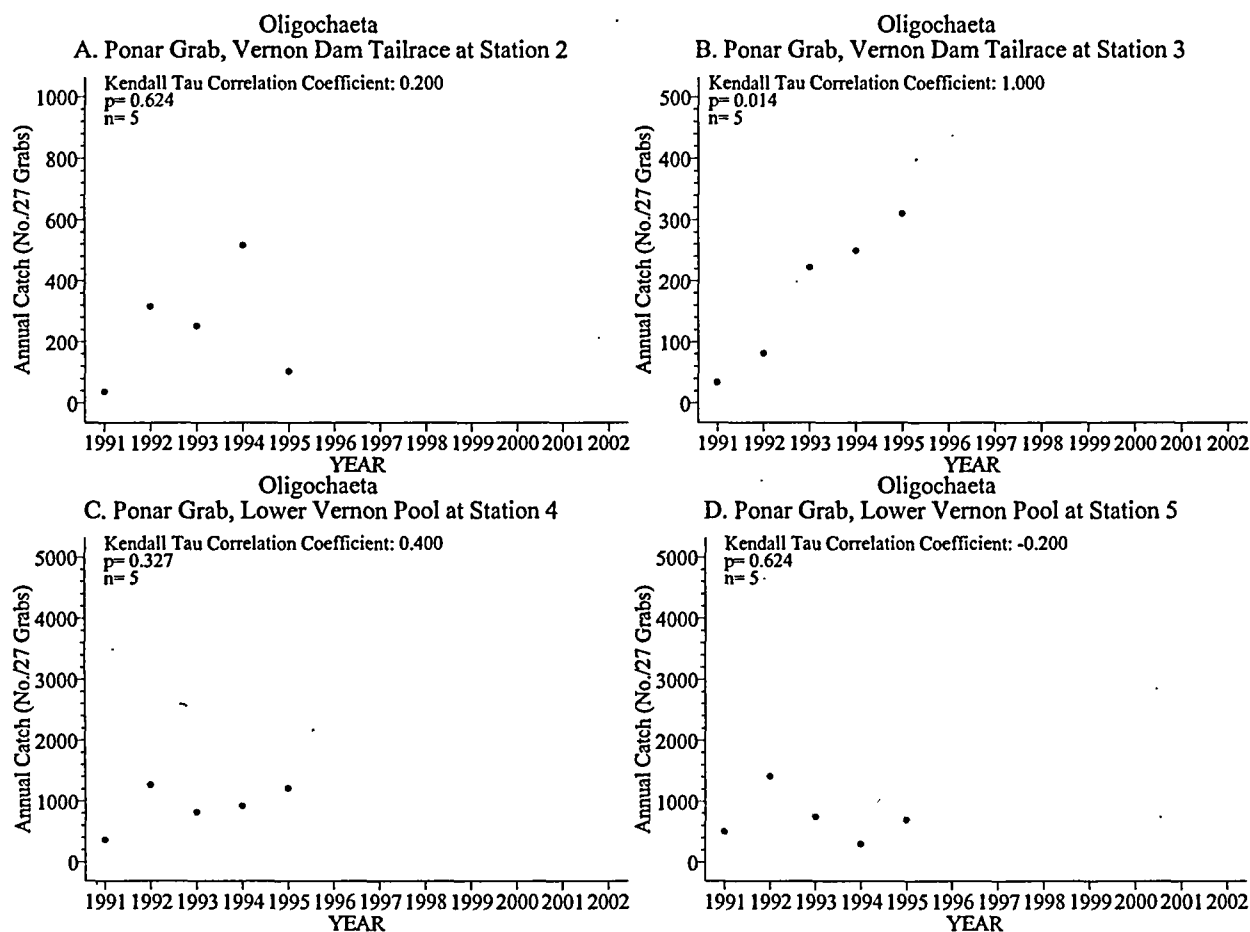 Oligochaeta
A. Ponar Grab, Vernon Dam Tailrace at Station 2
Kendall Tau Correlation Coefficient: 0.200
p= 0.624
n= 5
Annual Catch (No./27 Grabs)
1000
800
600
400
200
0
1991 1992 1993 1994 1995 1996 1997 1998 1999 2000 2001 2002
YEAR
Oligochaeta
B. Ponar Grab, Vernon Dam Tailrace at Station 3
Kendall Tau Correlation Coefficient: 1.000
p= 0.014
n= 5
Annual Catch (No./27 Grabs)
500
400
300
200
100
0
1991 1992 1993 1994 1995 1996 1997 1998 1999 2000 2001 2002
YEAR
Oligochaeta
C. Ponar Grab, Lower Vernon Pool at Station 4
Kendall Tau Correlation Coefficient: 0.400
p= 0.327
n= 5
Annual Catch (No./27 Grabs)
5000
4000
3000
2000
1000
0
1991 1992 1993 1994 1995 1996 1997 1998 1999 2000 2001 2002
YEAR
Oligochaeta
D. Ponar Grab, Lower Vernon Pool at Station 5
Kendall Tau Correlation Coefficient: -0.200
p= 0.624
n= 5
Annual Catch (No./27 Grabs)
5000
4000
3000
2000
1000
0
1991 1992 1993 1994 1995 1996 1997 1998 1999 2000 2001 2002
YEAR